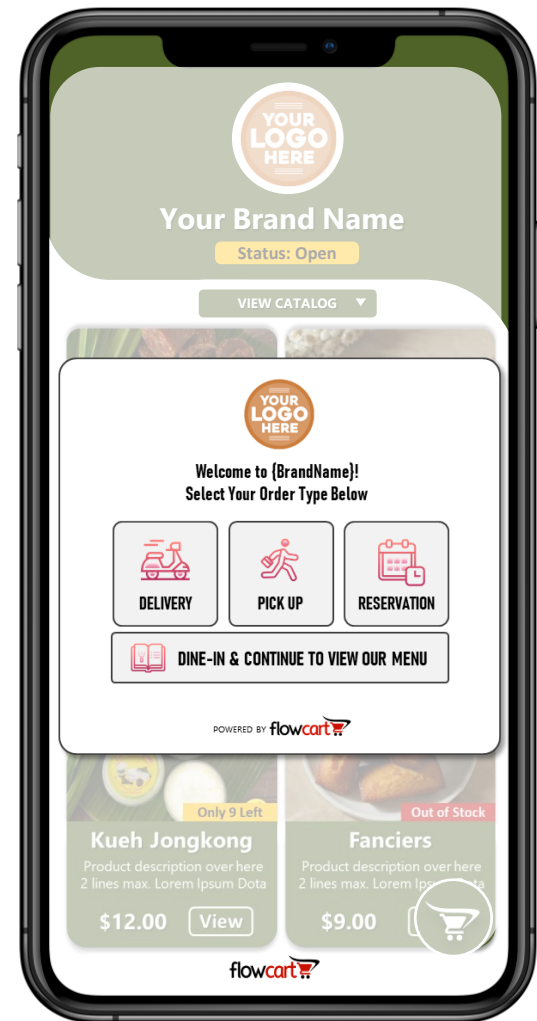 YOUR
LOGO
HERE
Your Brand Name
Status: Open
VIEW CATALOG
YOUR
LOGO
HERE
Welcome to {BrandName}!
Select Your Order Type Below
DELIVERY
PICK UP
RESERVATION
DINE-IN & CONTINUE TO VIEW OUR MENU
POWERED BY flowcart
Only 9 Left
Out of Stock
Kueh Jongkong
Fanciers
Product description over here
2 lines max. Lorem Ipsum Dota
Product description over here
2 lines max. Lorem Ipsum Dota
$12.00
View
$9.00
flowcart